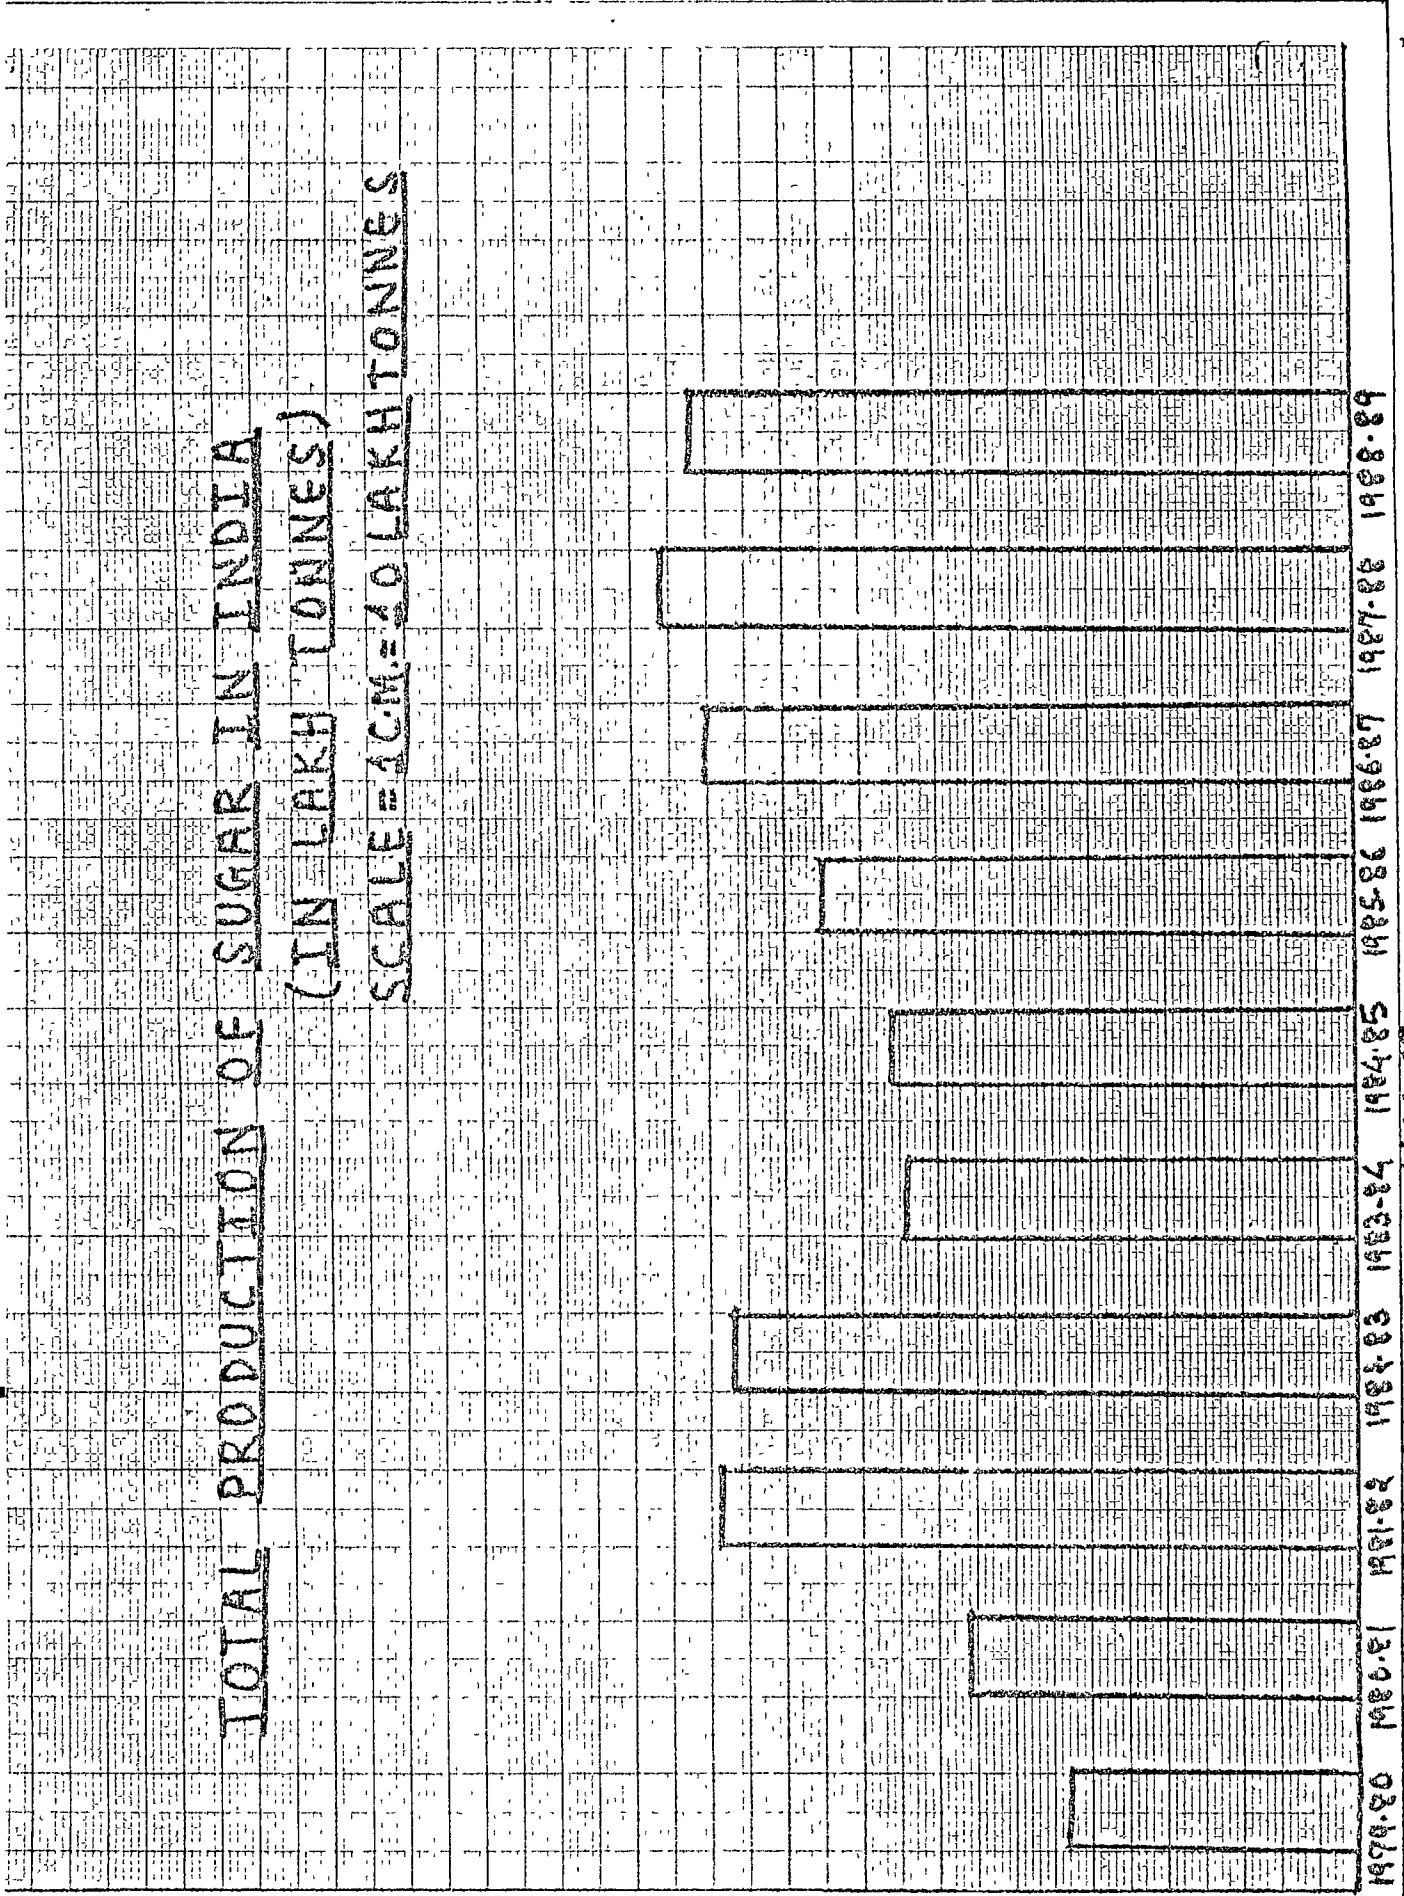 TOTAL PRODUCTION OF SUGAR IN INDIA
(IN LAKH TONNES)
SCALE = 1C.M. = 10 LAKH TONNES
1979-80 1980-81 1981-82 1982-83 1983-84 1984-85 1985-86 1986-87 1987-88 1988-89